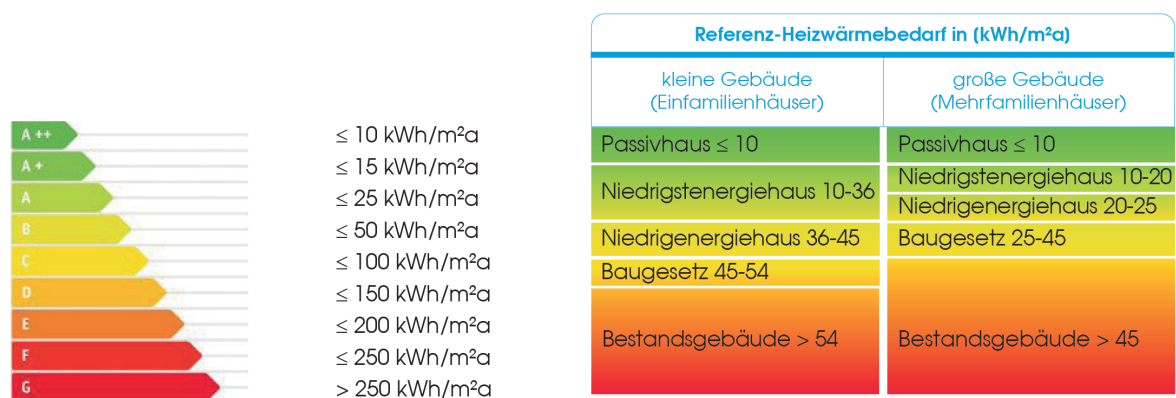 Referenz-Heizwärmebedarf in (kWh/m²a)
kleine Gebäude
(Einfamilienhäuser)
große Gebäude
(Mehrfamilienhäuser)
A ++ ≤ 10 kWh/m²a
A + ≤ 15 kWh/m²a
A ≤ 25 kWh/m²a
B ≤ 50 kWh/m²a
C ≤ 100 kWh/m²a
D ≤ 150 kWh/m²a
E ≤ 200 kWh/m²a
F ≤ 250 kWh/m²a
G > 250 kWh/m²a
Passivhaus ≤ 10
Niedrigstenergiehaus 10-36
Niedrigenergiehaus 36-45
Baugesetz 45-54
Bestandsgebäude > 54
Passivhaus ≤ 10
Niedrigstenergiehaus 10-20
Niedrigenergiehaus 20-25
Baugesetz 25-45
Bestandsgebäude > 45